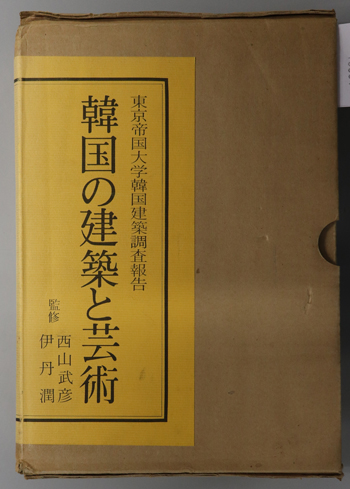 東京帝国大学韓国建築調査報告
韓国の建築と芸術
監修
西山武彦
伊丹潤